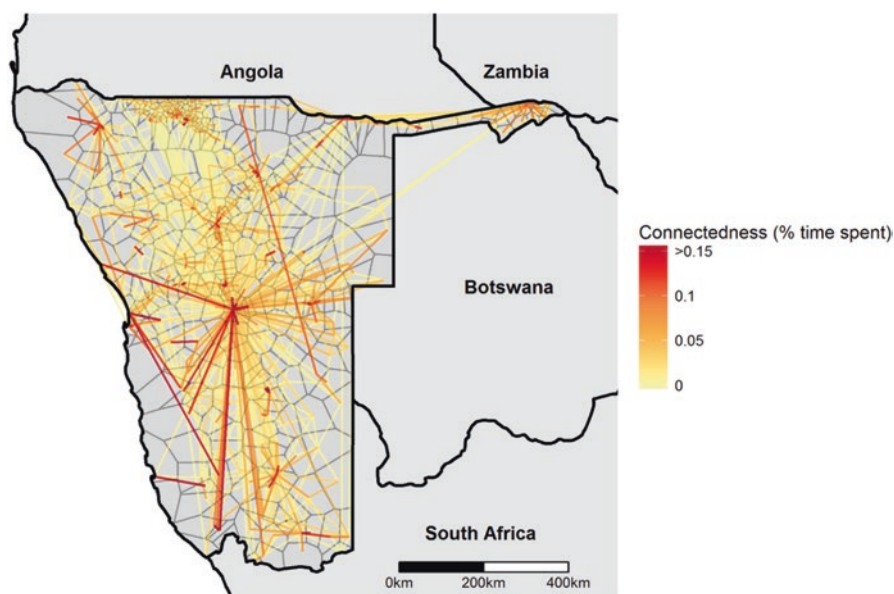 Angola
Zambia
Connectedness (% time spent)
>0.15
0.1
0.05
0
Botswana
South Africa
0km 200km 400km